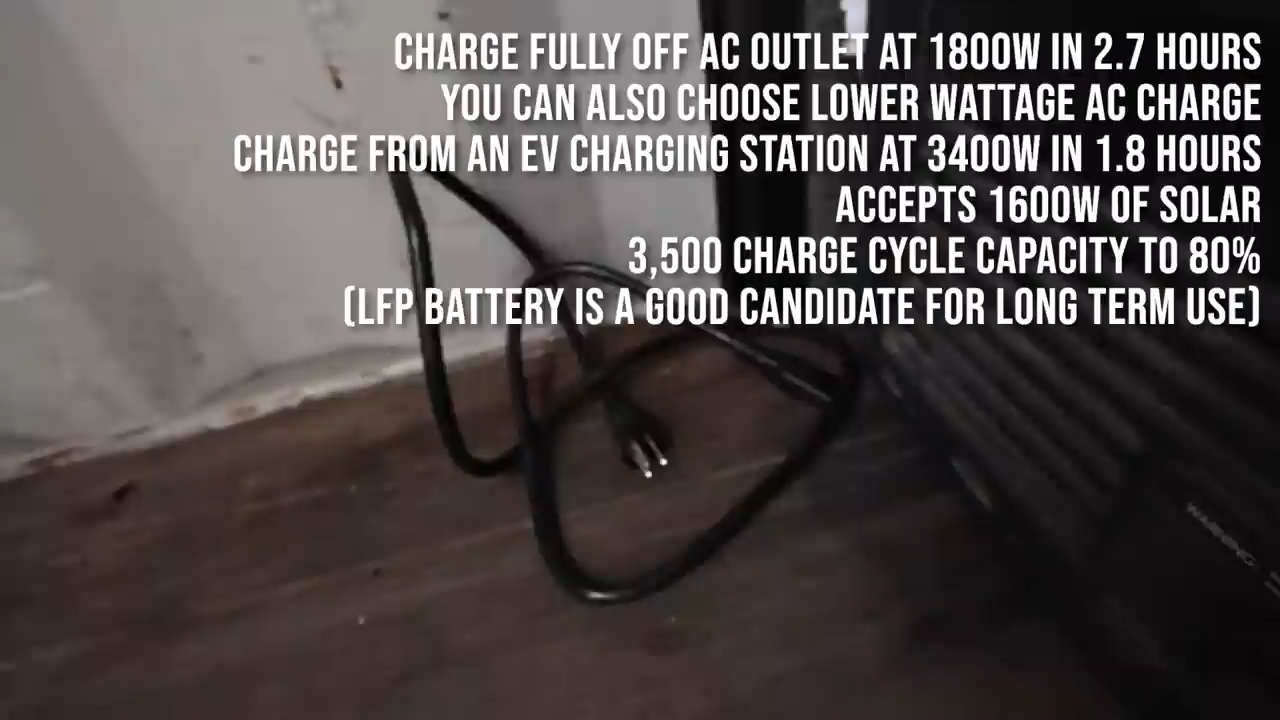 CHARGE FULLY OFF AC OUTLET AT 1800W IN 2.7 HOURS
YOU CAN ALSO CHOOSE LOWER WATTAGE AC CHARGE
CHARGE FROM AN EV CHARGING STATION AT 3400W IN 1.8 HOURS
ACCEPTS 1600W OF SOLAR
3,500 CHARGE CYCLE CAPACITY TO 80%
(LFP BATTERY IS A GOOD CANDIDATE FOR LONG TERM USE)
WARNING